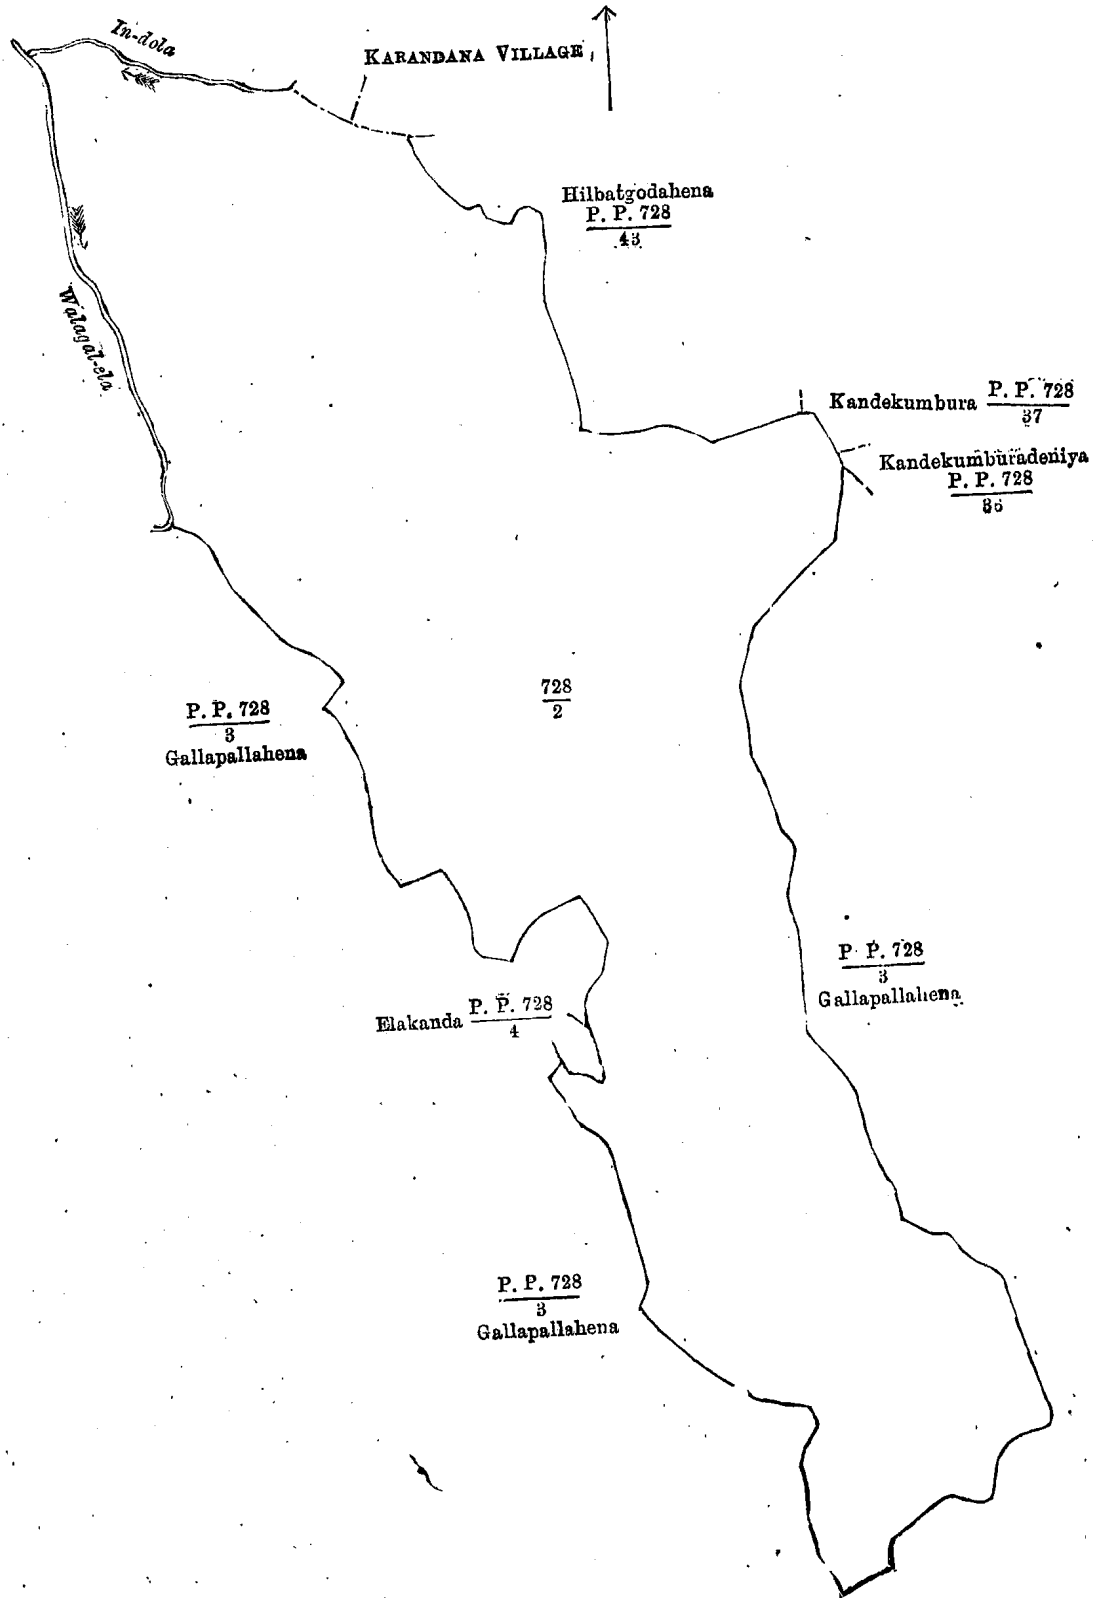 In-dola
KARANDANA VILLAGE
Hilbatgodahena
P. P. 728
43
Walagal-ela
Kandekumbura P. P. 728
37
Kandekumburadeniya
P. P. 728
728
2
P. P. 728
3
Gallapallahena
P. P. 728
3
Gallapallahena
Elakanda P. P. 728
4
P. P. 728
3
Gallapallahena